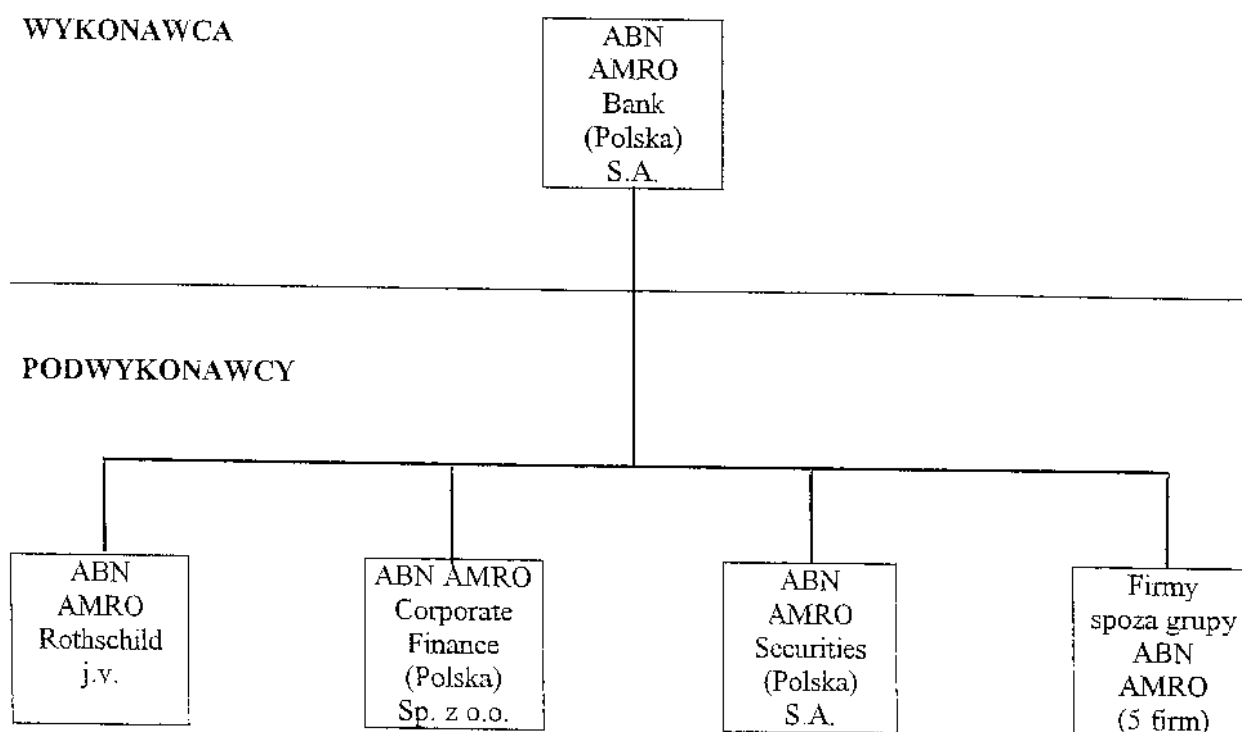 WYKONAWCA
ABN
AMRO
Bank
(Polska)
S.A.
PODWYKONAWCY
ABN
AMRO
Rothschild
j.v.
ABN AMRO
Corporate
Finance
(Polska)
Sp. z o.o.
ABN
AMRO
Securities
(Polska)
S.A.
Firmy
spoza grupy
ABN
AMRO
(5 firm)